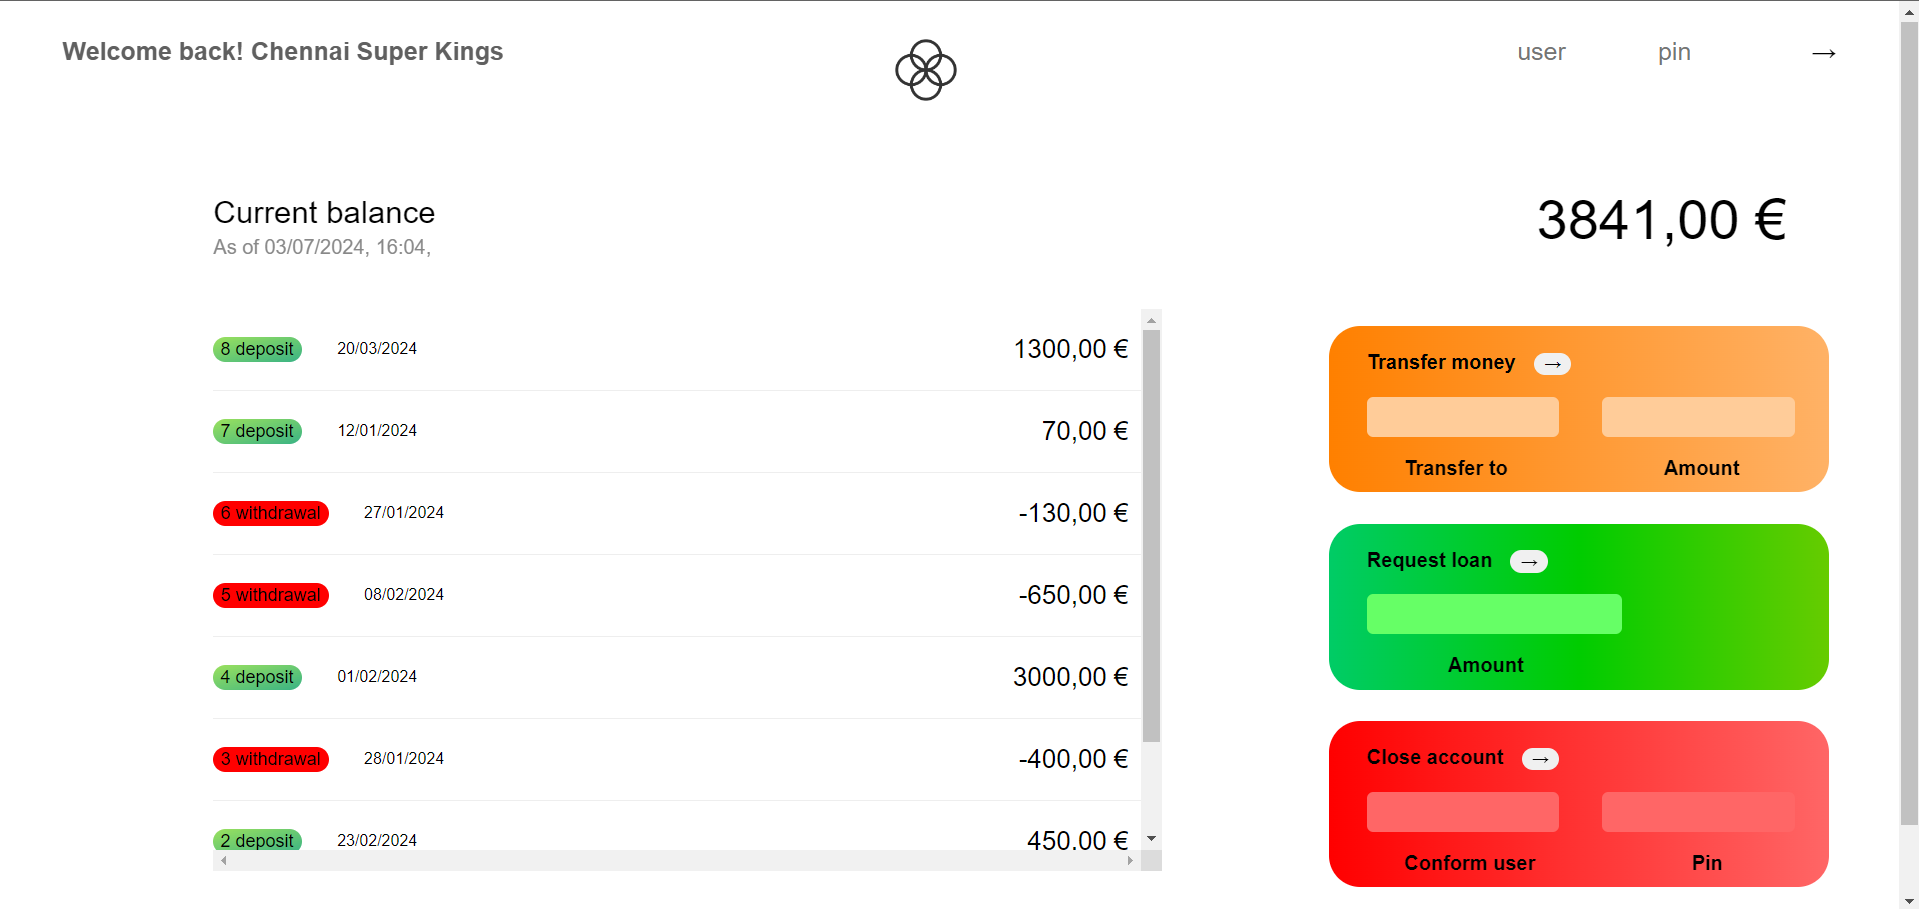 Welcome back! Chennai Super Kings
user pin →
Current balance
As of 03/07/2024, 16:04,
3841,00 €
8 deposit 20/03/2024 1300,00 €
7 deposit 12/01/2024 70,00 €
6 withdrawal 27/01/2024 -130,00 €
5 withdrawal 08/02/2024 -650,00 €
4 deposit 01/02/2024 3000,00 €
3 withdrawal 28/01/2024 -400,00 €
2 deposit 23/02/2024 450,00 €
Transfer money →
Transfer to Amount
Request loan →
Amount
Close account →
Conform user Pin